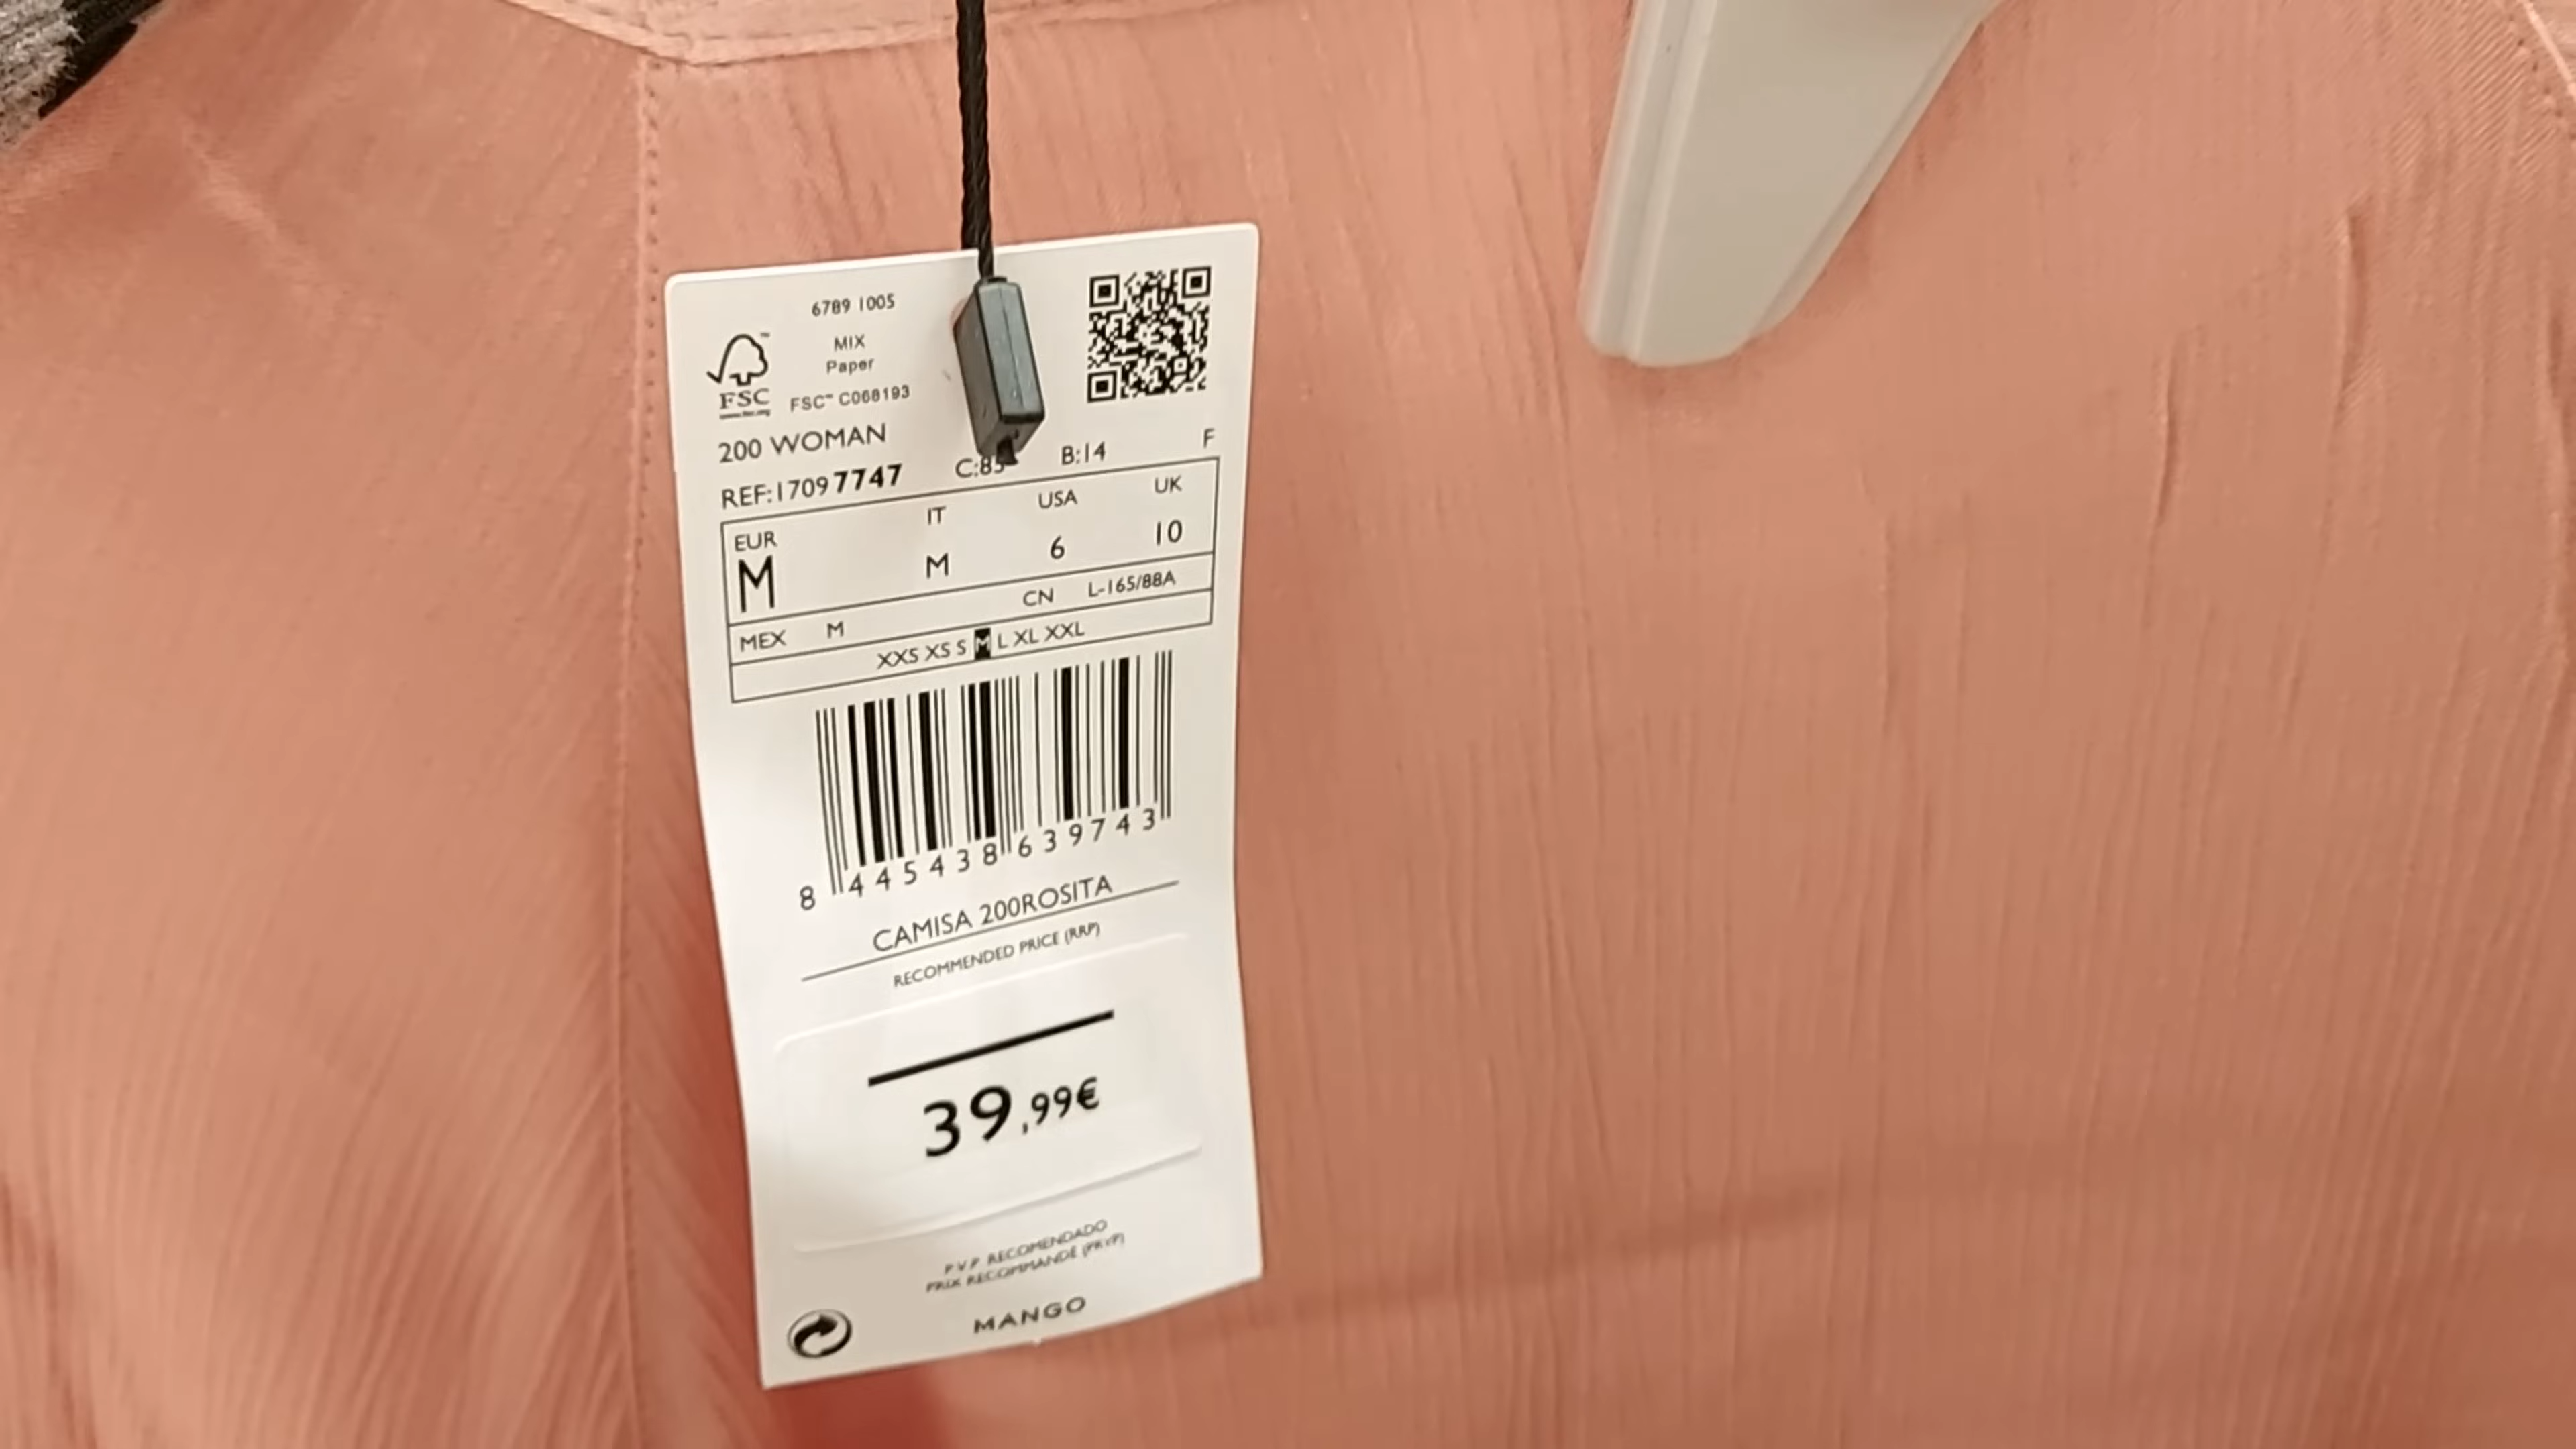 6789 1005
MIX
Paper
FSC™ C068193
FSC
200 WOMAN
REF:17097747 B:14 F
EUR IT USA UK
M M 6 10
MEX M CN L-165/88A
XXS XS S M L XL XXL
8 445438 639743
CAMISA 200ROSITA
RECOMMENDED PRICE (RRP)
39,99€
P.V.P RECOMENDADO
PRIX RECOMMANDÉ (PRVP)
MANGO